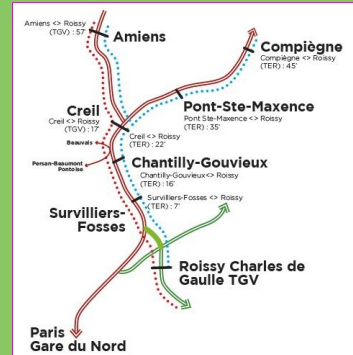 Amiens <> Roissy
(TGV) : 57'
Amiens
Compiègne
Compiègne <> Roissy
(TER) : 45'
Pont-Ste-Maxence
Pont Ste Maxence <> Roissy
(TER) : 35'
Creil
Creil <> Roissy
(TGV) : 17'
Creil <> Roissy
(TER) : 22'
Beauvais
Persan-Beaumont
Pontoise
Chantilly-Gouvieux
Chantilly-Gouvieux<> Roissy
(TER) : 16'
Survilliers-Fosses <> Roissy
(TER) : 7'
Survilliers-
Fosses
Roissy Charles de
Gaulle TGV
Paris
Gare du Nord